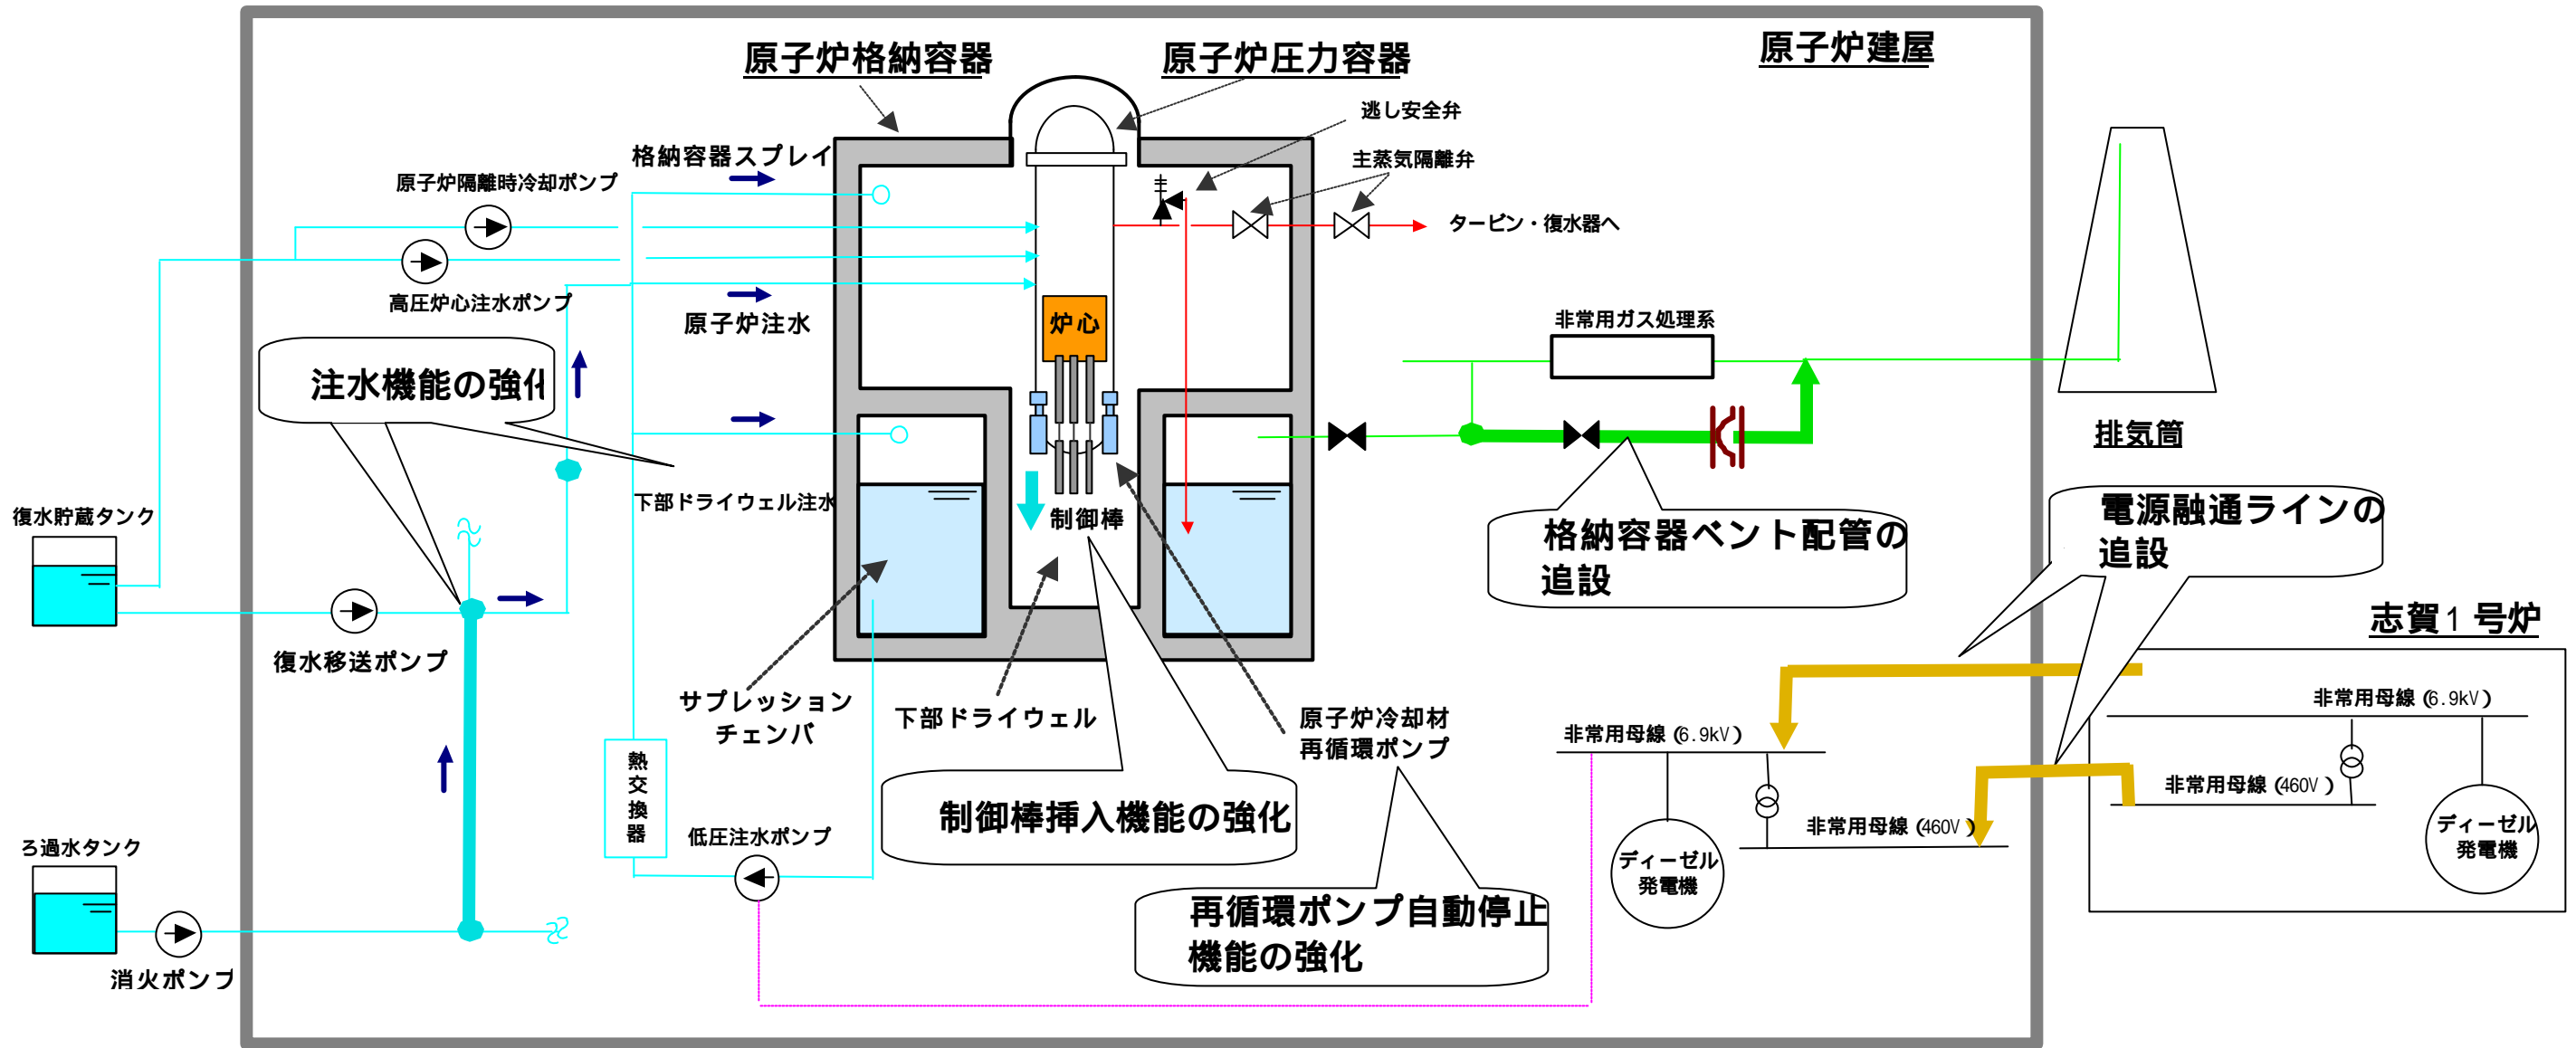 原子炉格納容器
原子炉圧力容器
原子炉建屋
逃し安全弁
主蒸気隔離弁
格納容器スプレイ
原子炉隔離時冷却ポンプ
タービン・復水器へ
高圧炉心注水ポンプ
原子炉注水
炉心
非常用ガス処理系
注水機能の強化
排気筒
下部ドライウェル注水
制御棒
復水貯蔵タンク
格納容器ベント配管の
追設
電源融通ラインの
追設
志賀1号炉
復水移送ポンプ
サプレッション
チェンバ
下部ドライウェル
原子炉冷却材
再循環ポンプ
非常用母線(6.9kV)
非常用母線(6.9kV)
非常用母線(460V)
熱交換器
制御棒挿入機能の強化
低圧注水ポンプ
非常用母線(460V)
ディーゼル
発電機
ディーゼル
発電機
ろ過水タンク
再循環ポンプ自動停止
機能の強化
消火ポンプ